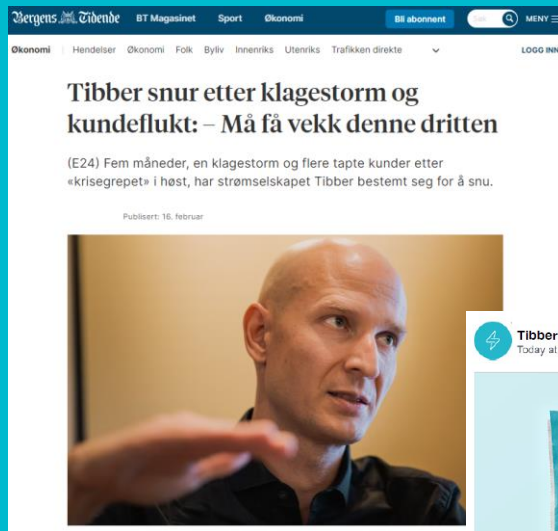 Bergens Tidende BT Magasinet Sport Økonomi Bli abonnent Søk MENY
Økonomi Hendelser Økonomi Folk Byliv Innenriks Utenriks Trafikken direkte LOGG INN
Tibber snur etter klagestorm og
kundeflukt: – Må få vekk denne dritten
(E24) Fem måneder, en klagestorm og flere tapte kunder etter
«krisegrepet» i høst, har strømselskapet Tibber bestemt seg for å snu.
Publisert: 16. februar
Tibber
Today at